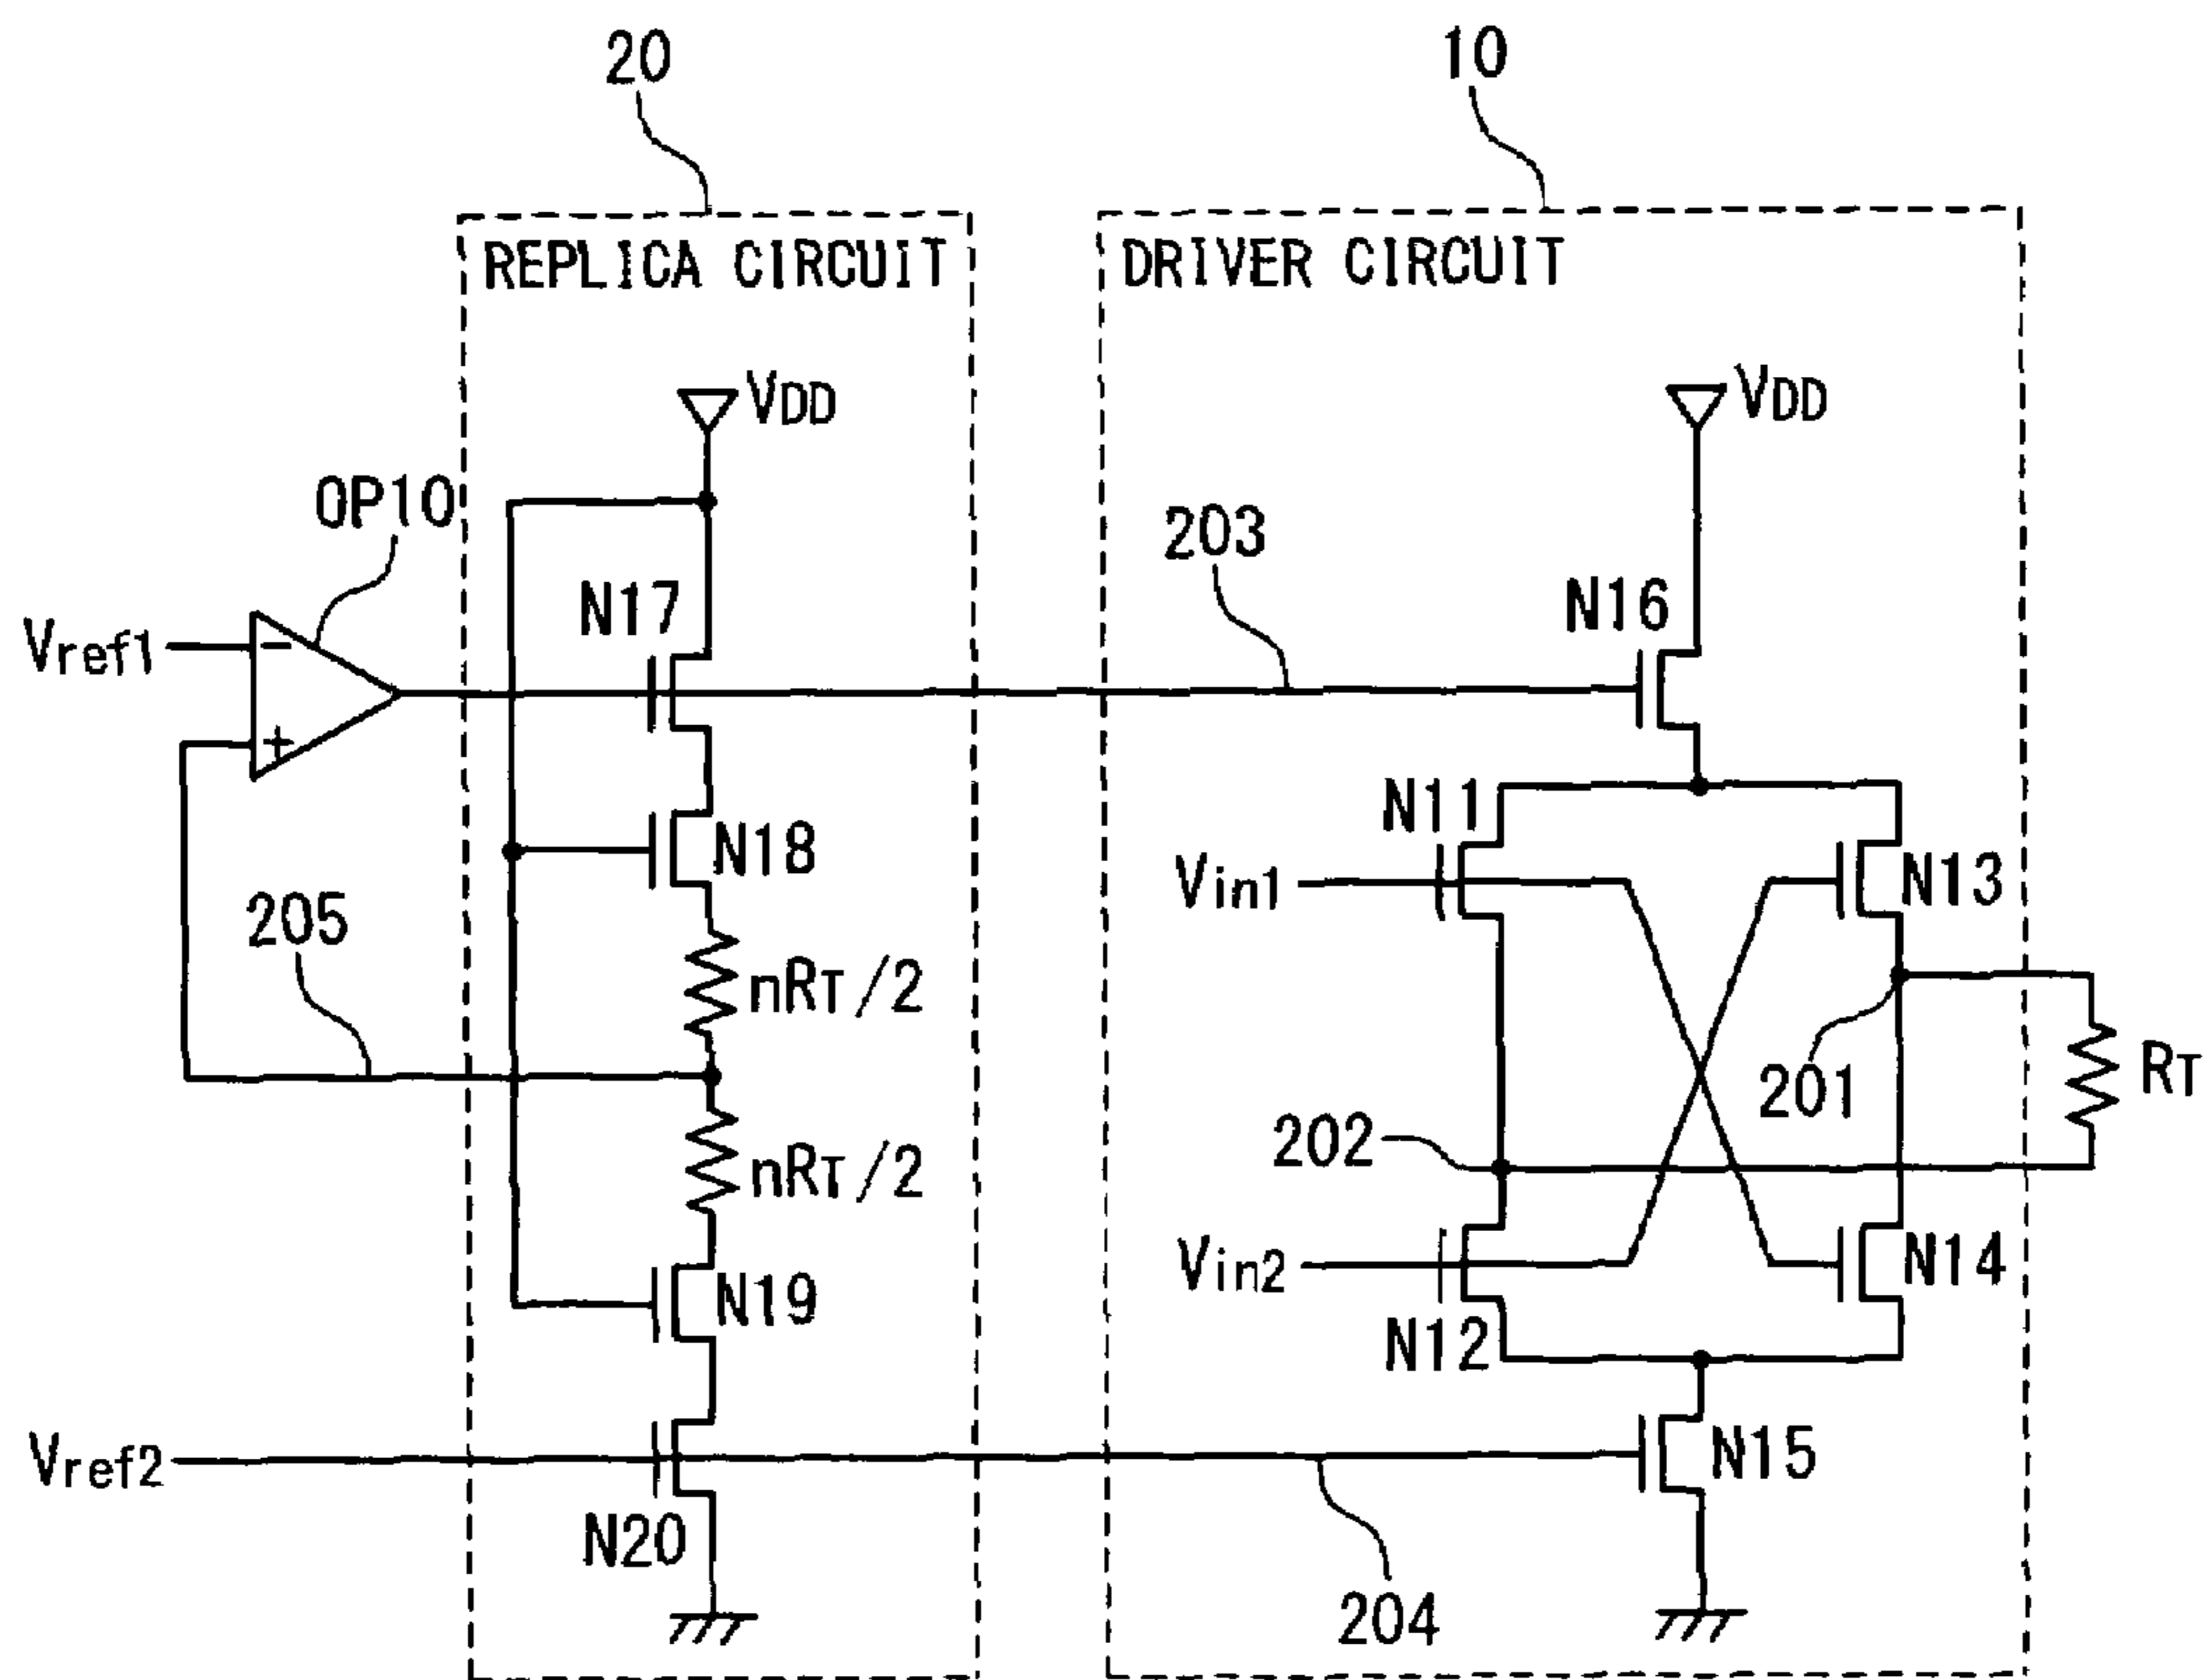 20
10
REPLICA CIRCUIT
DRIVER CIRCUIT
VDD
VDD
OP10
203
N17
N16
Vref1
−
+
N11
N18
Vin1
N13
205
nRT/2
201
RT
202
nRT/2
Vin2
N14
N19
N12
Vref2
N15
N20
204